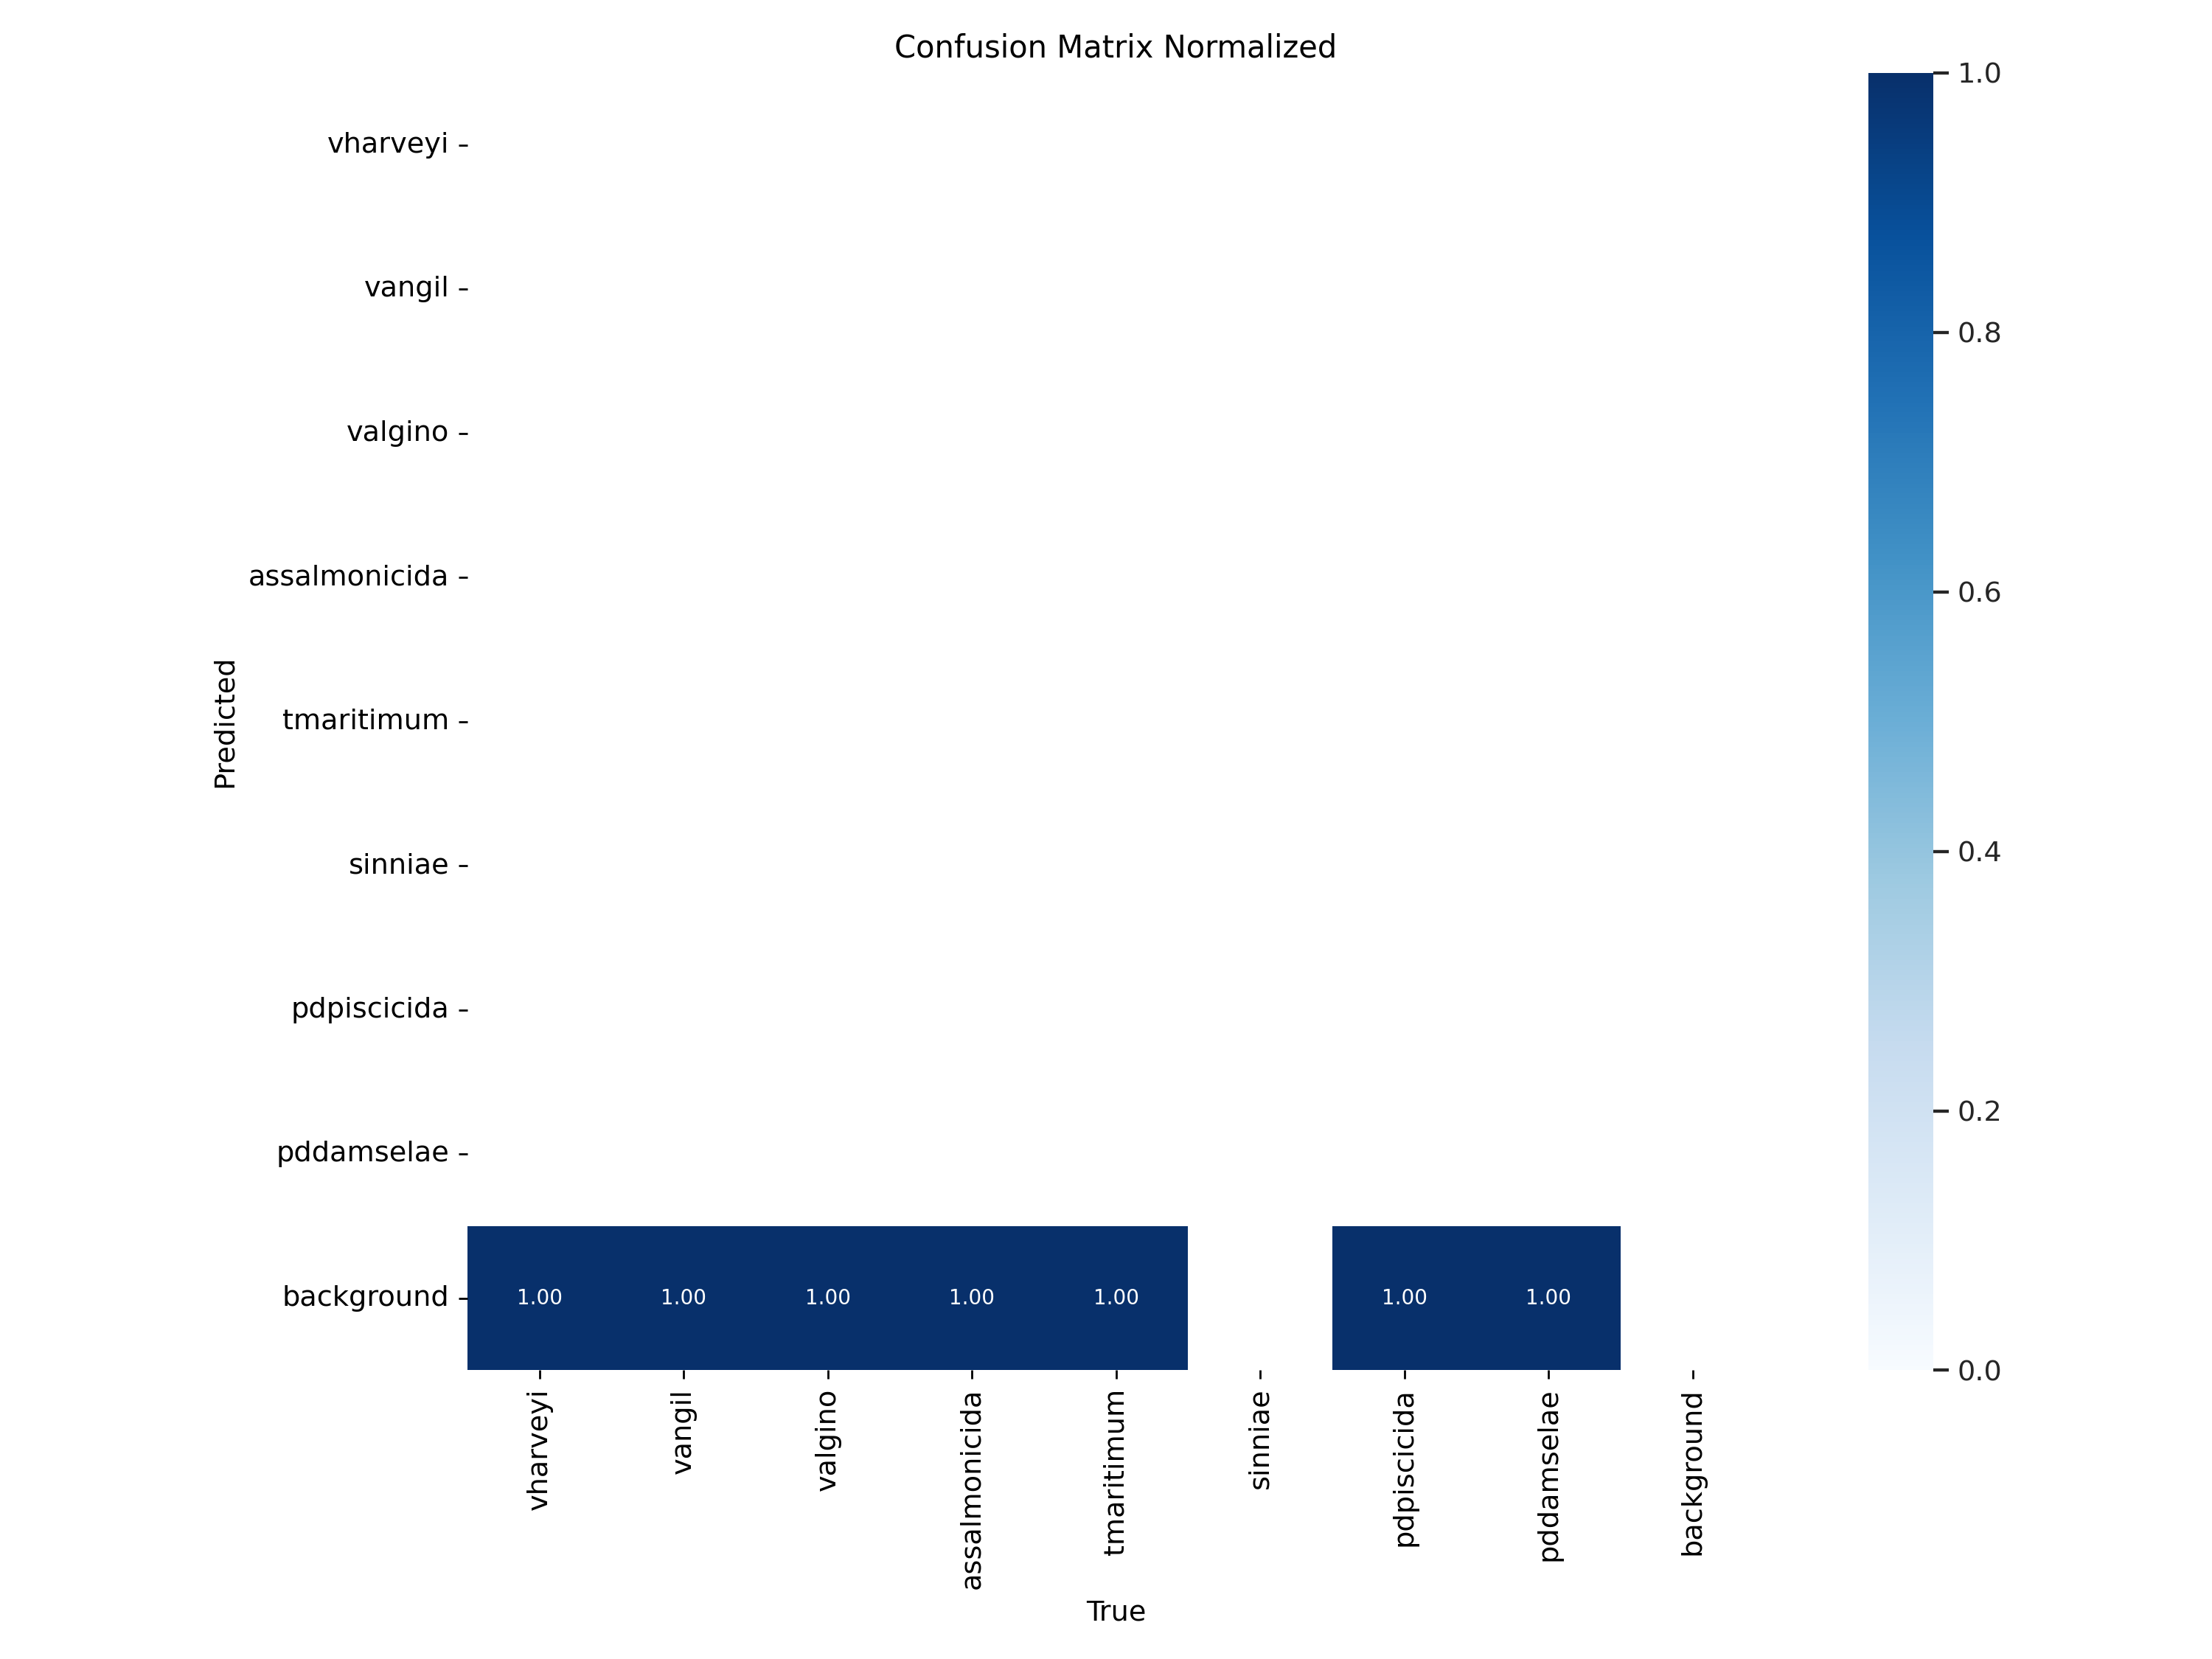 Confusion Matrix Normalized
vharveyi
vangil
valgino
assalmonicida
tmaritimum
sinniae
pdpiscicida
pddamselae
background
Predicted
1.00 1.00 1.00 1.00 1.00 1.00 1.00
vharveyi
vangil
valgino
assalmonicida
tmaritimum
sinniae
pdpiscicida
pddamselae
background
True
1.0
0.8
0.6
0.4
0.2
0.0